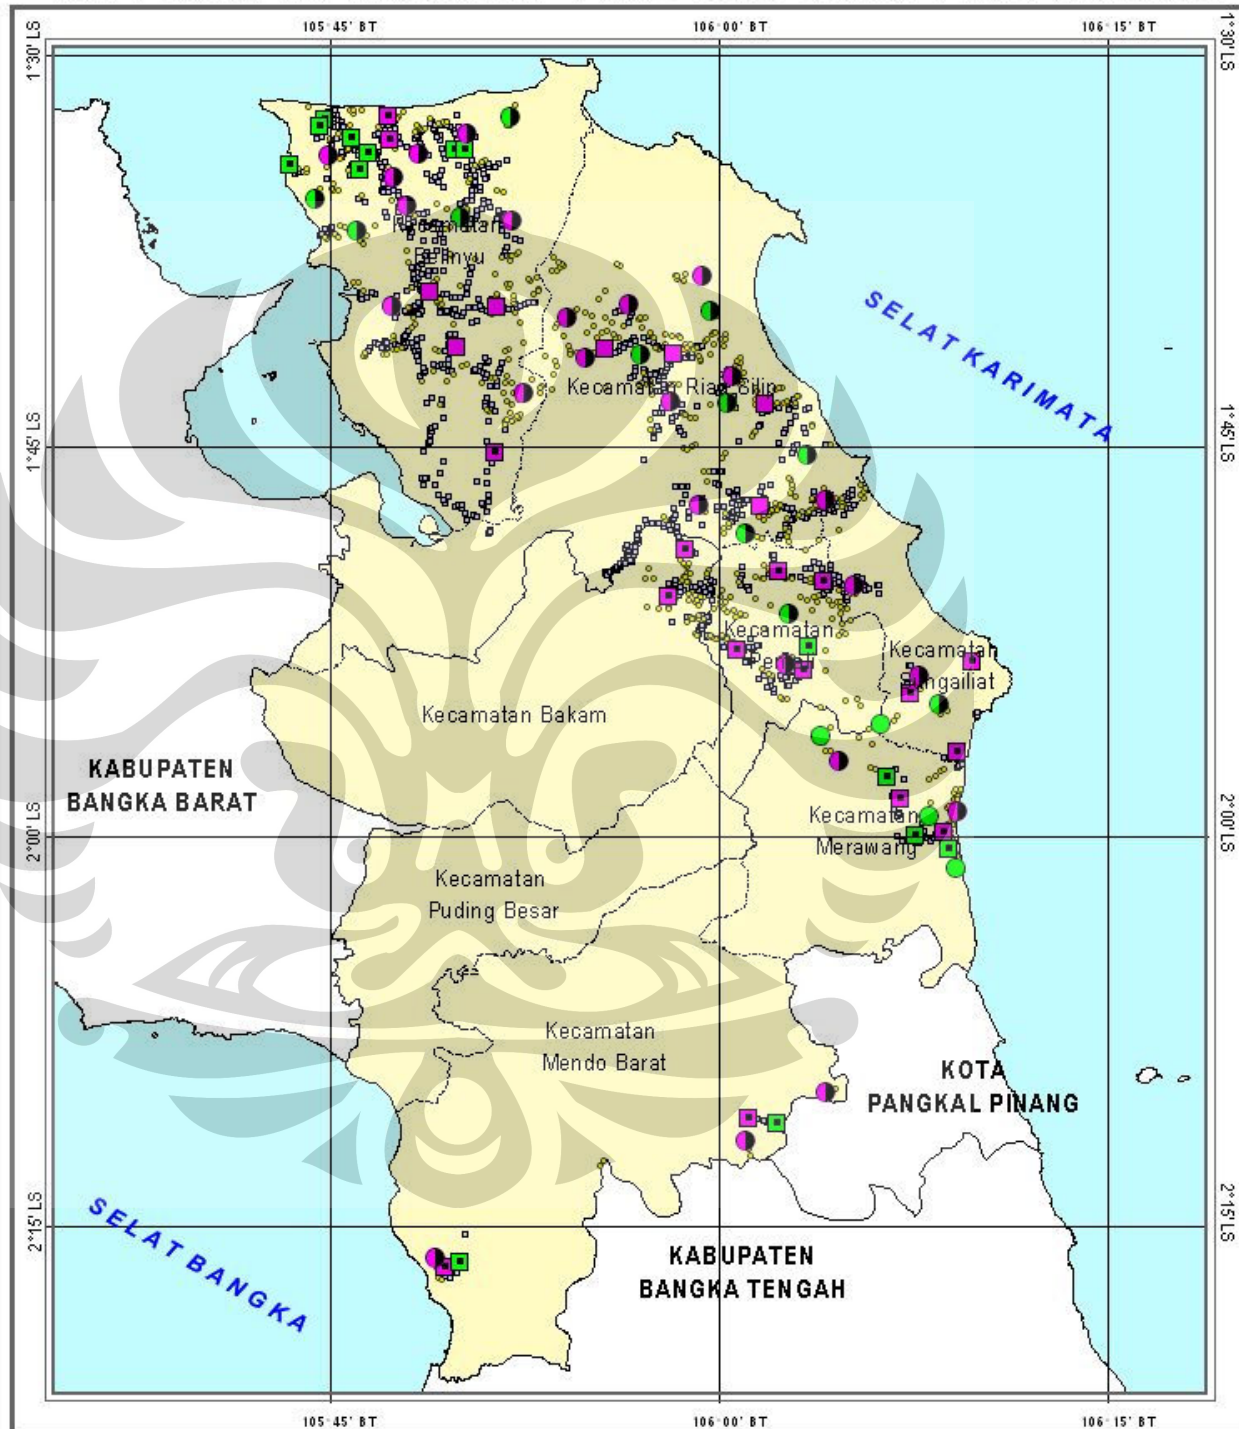 105°45' BT
106°00' BT
106°15' BT
1°30' LS
1°30' LS
Kecamatan
Belinyu
SELAT KARIMATA
Kecamatan Riau Silip
1°45' LS
1°45' LS
Kecamatan
Pemali
Kecamatan
Sungailiat
Kecamatan Bakam
KABUPATEN
BANGKA BARAT
Kecamatan
Merawang
2°00' LS
2°00' LS
Kecamatan
Puding Besar
Kecamatan
Mendo Barat
KOTA
PANGKAL PINANG
2°15' LS
2°15' LS
SELAT BANGKA
KABUPATEN
BANGKA TENGAH
105°45' BT
106°00' BT
106°15' BT